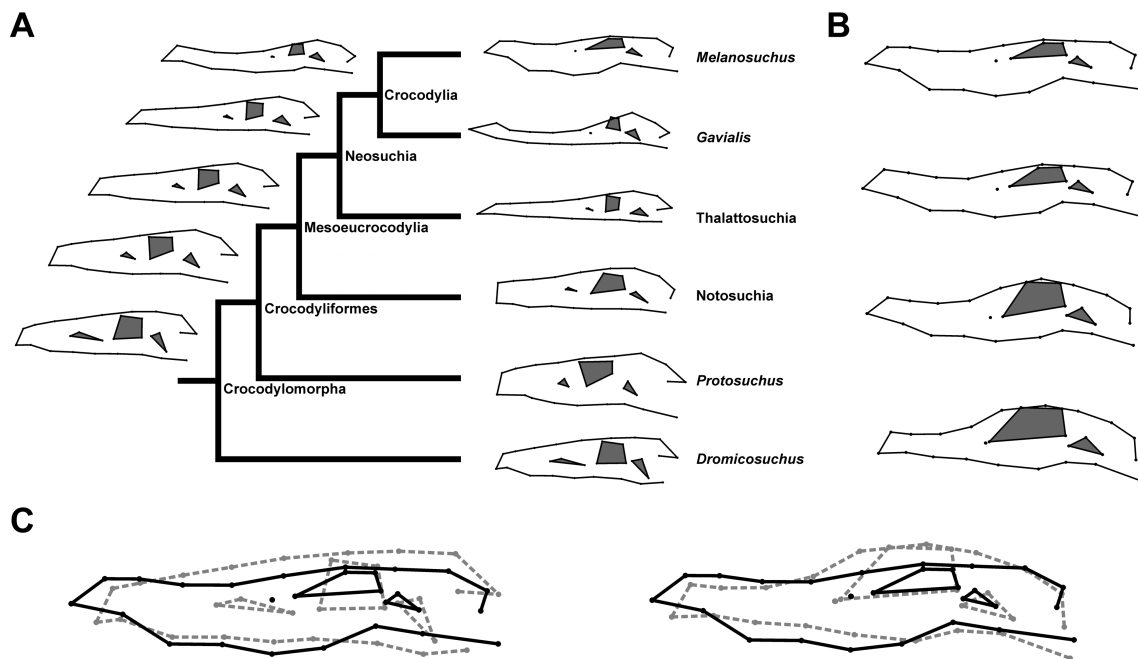 A
B
Melanosuchus
Crocodylia
Gavialis
Neosuchia
Thalattosuchia
Mesoeucrocodylia
Notosuchia
Crocodyliformes
Protosuchus
Crocodylomorpha
Dromicosuchus
C